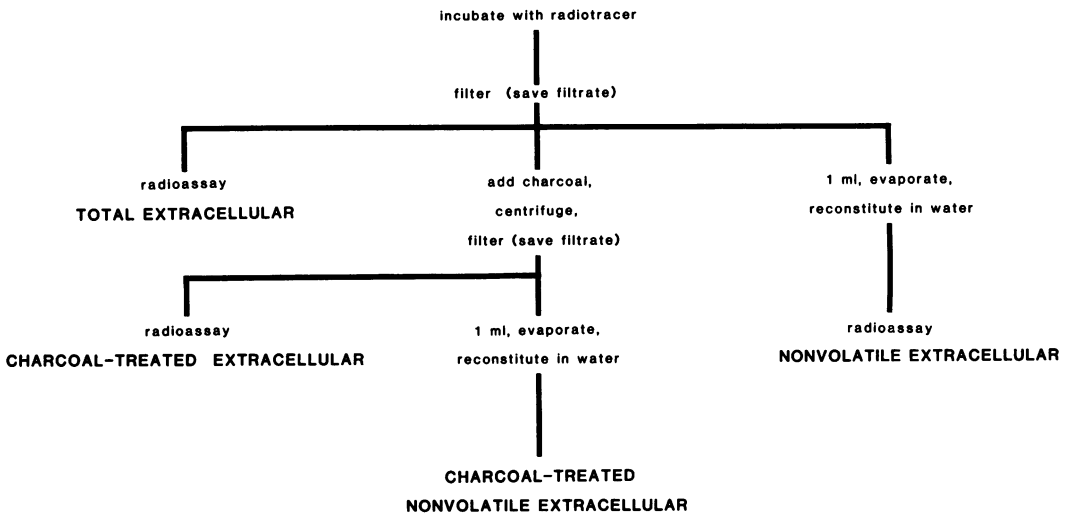 incubate with radiotracer
filter (save filtrate)
radioassay
TOTAL EXTRACELLULAR
add charcoal,
centrifuge,
filter (save filtrate)
1 ml, evaporate,
reconstitute in water
radioassay
CHARCOAL-TREATED EXTRACELLULAR
1 ml, evaporate,
reconstitute in water
radioassay
NONVOLATILE EXTRACELLULAR
CHARCOAL-TREATED
NONVOLATILE EXTRACELLULAR